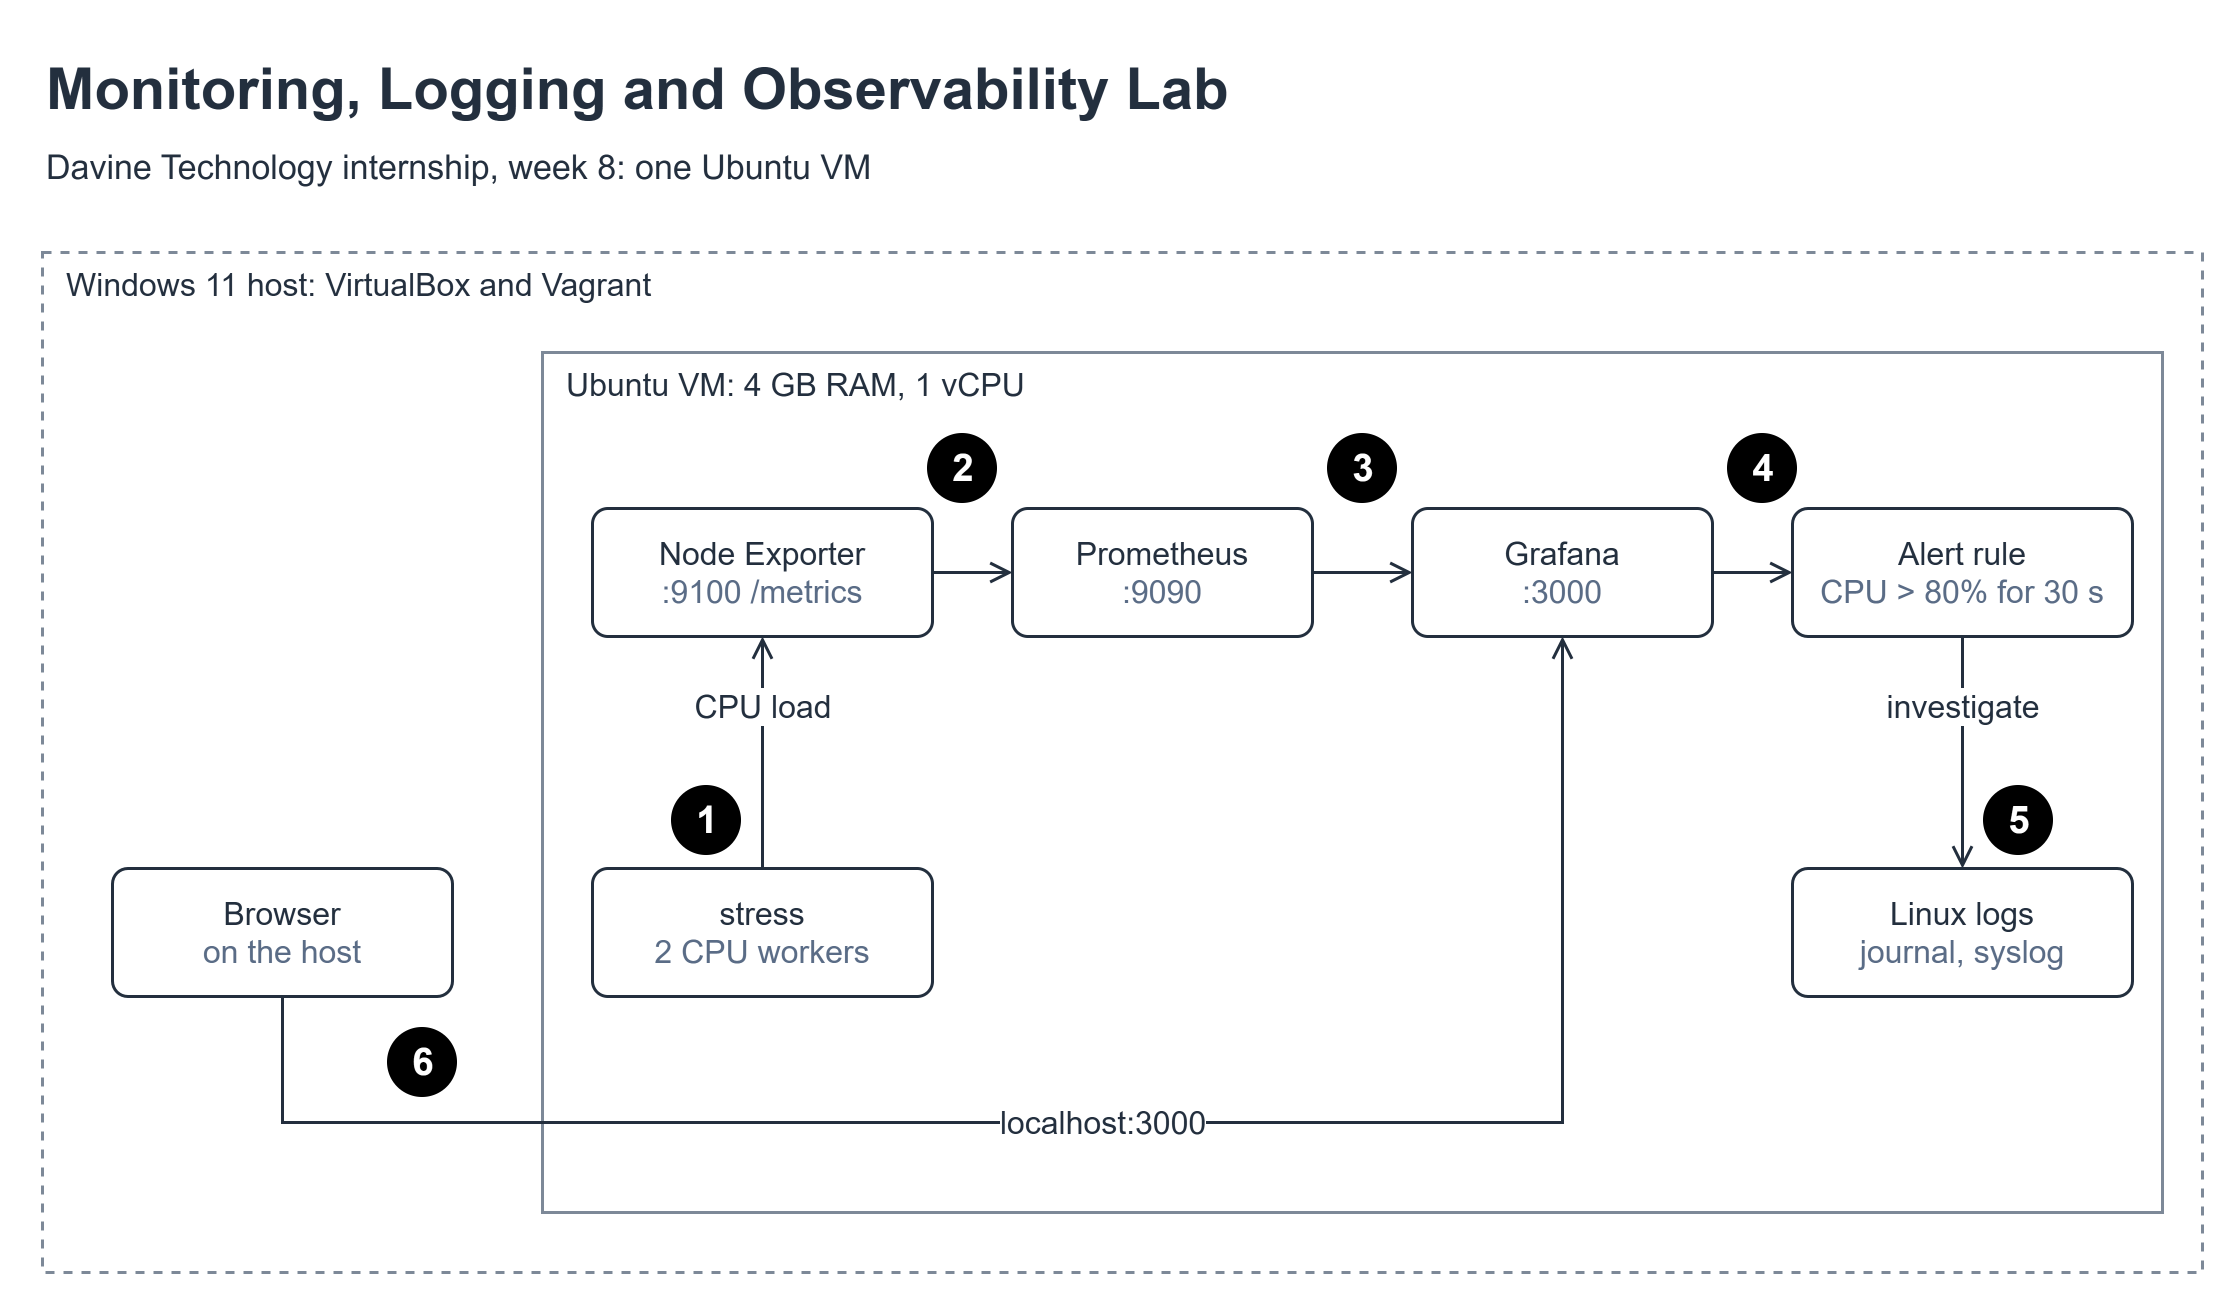 Monitoring, Logging and Observability Lab
Davine Technology internship, week 8: one Ubuntu VM
Windows 11 host: VirtualBox and Vagrant
Ubuntu VM: 4 GB RAM, 1 vCPU
2
3
4
Node Exporter
:9100 /metrics
Prometheus
:9090
Grafana
:3000
Alert rule
CPU > 80% for 30 s
CPU load
investigate
1
5
Browser
on the host
stress
2 CPU workers
Linux logs
journal, syslog
6
localhost:3000